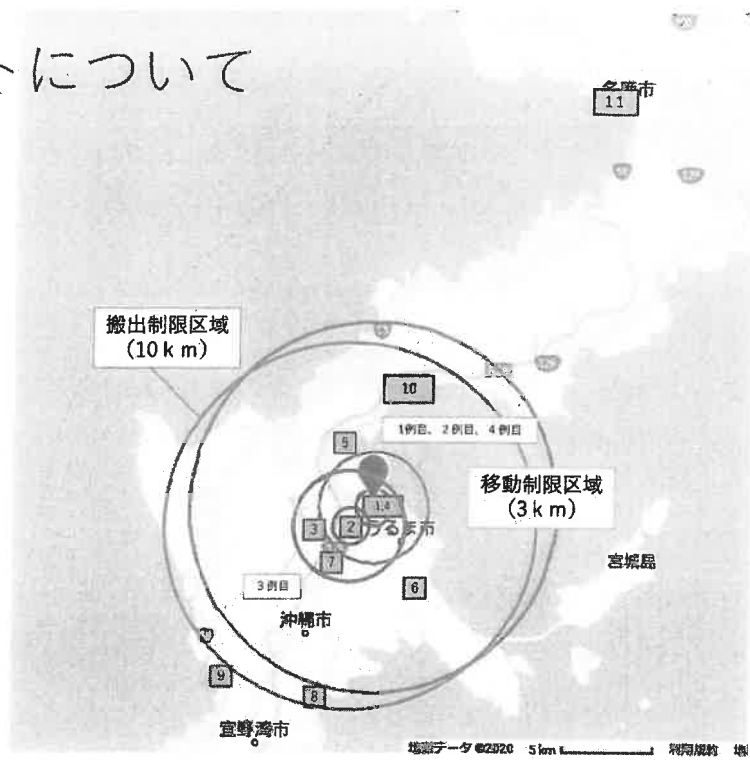 について
名護市
11
58
329
搬出制限区域
(10km)
10
1例目、2例目、4例目
5
移動制限区域
(3km)
1,4
3
2
うるま市
7
宮城島
3例目
6
沖縄市
9
8
宜野湾市
地図データ ©2020 5 km 利用規約